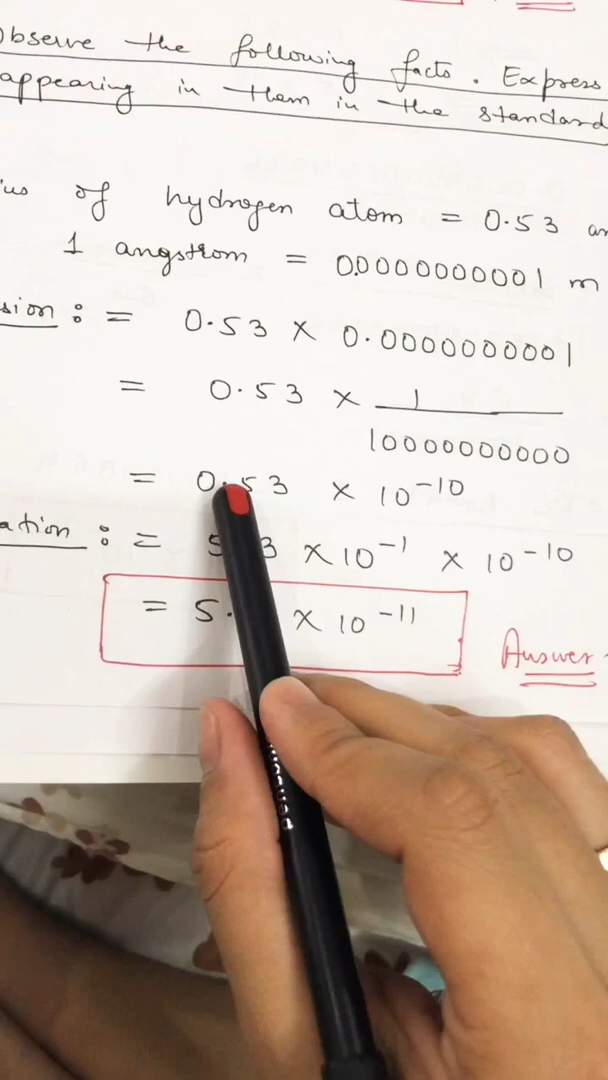 Observe the following facts. Express
appearing in them in the standard
of hydrogen atom = 0.53
1 angstrom = 0.0000000001 m
:= 0.53 × 0.0000000001
= 0.53 × 1/10000000000
= 0.53 × 10⁻¹⁰
:= × 10⁻¹ × 10⁻¹⁰
= 5. × 10⁻¹¹
Answer